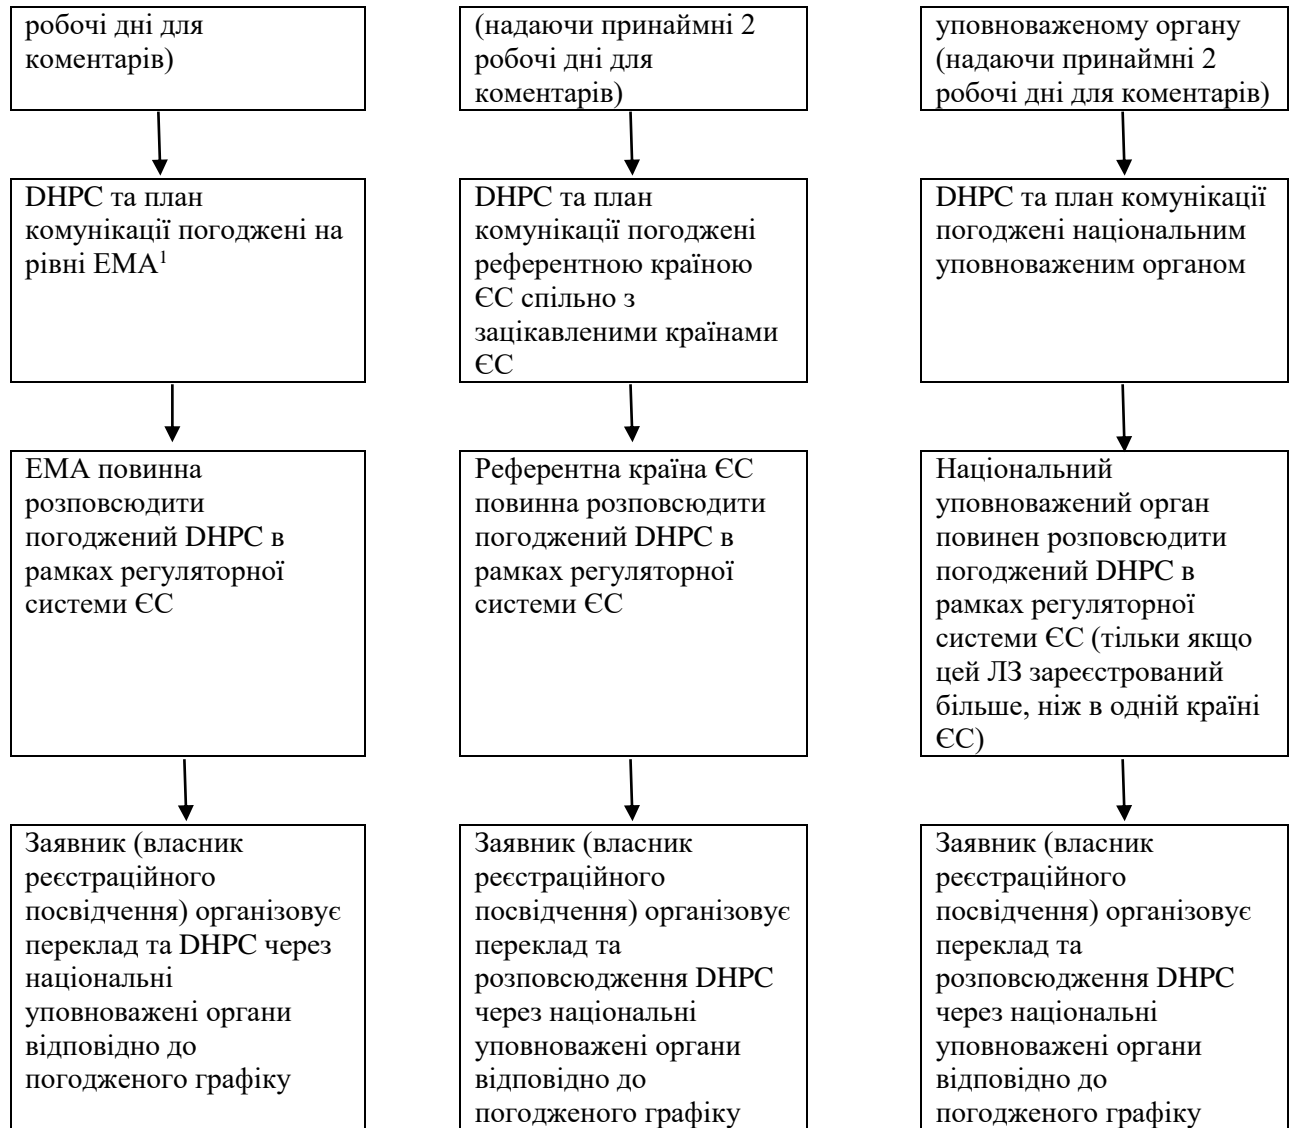 робочі дні для
коментарів)
(надаючи принаймні 2
робочі дні для
коментарів)
уповноваженому органу
(надаючи принаймні 2
робочі дні для коментарів)
DHPC та план
комунікації погоджені на
рівні ЕМА¹
DHPC та план
комунікації погоджені
референтною країною
ЄС спільно з
зацікавленими країнами
ЄС
DHPC та план комунікації
погоджені національним
уповноваженим органом
ЕМА повинна
розповсюдити
погоджений DHPC в
рамках регуляторної
системи ЄС
Референтна країна ЄС
повинна розповсюдити
погоджений DHPC в
рамках регуляторної
системи ЄС
Національний
уповноважений орган
повинен розповсюдити
погоджений DHPC в
рамках регуляторної
системи ЄС (тільки якщо
цей ЛЗ зареєстрований
більше, ніж в одній країні
ЄС)
Заявник (власник
реєстраційного
посвідчення) організовує
переклад та DHPC через
національні
уповноважені органи
відповідно до
погодженого графіку
Заявник (власник
реєстраційного
посвідчення) організовує
переклад та
розповсюдження DHPC
через національні
уповноважені органи
відповідно до
погодженого графіку
Заявник (власник
реєстраційного
посвідчення) організовує
переклад та
розповсюдження DHPC
через національні
уповноважені органи
відповідно до
погодженого графіку